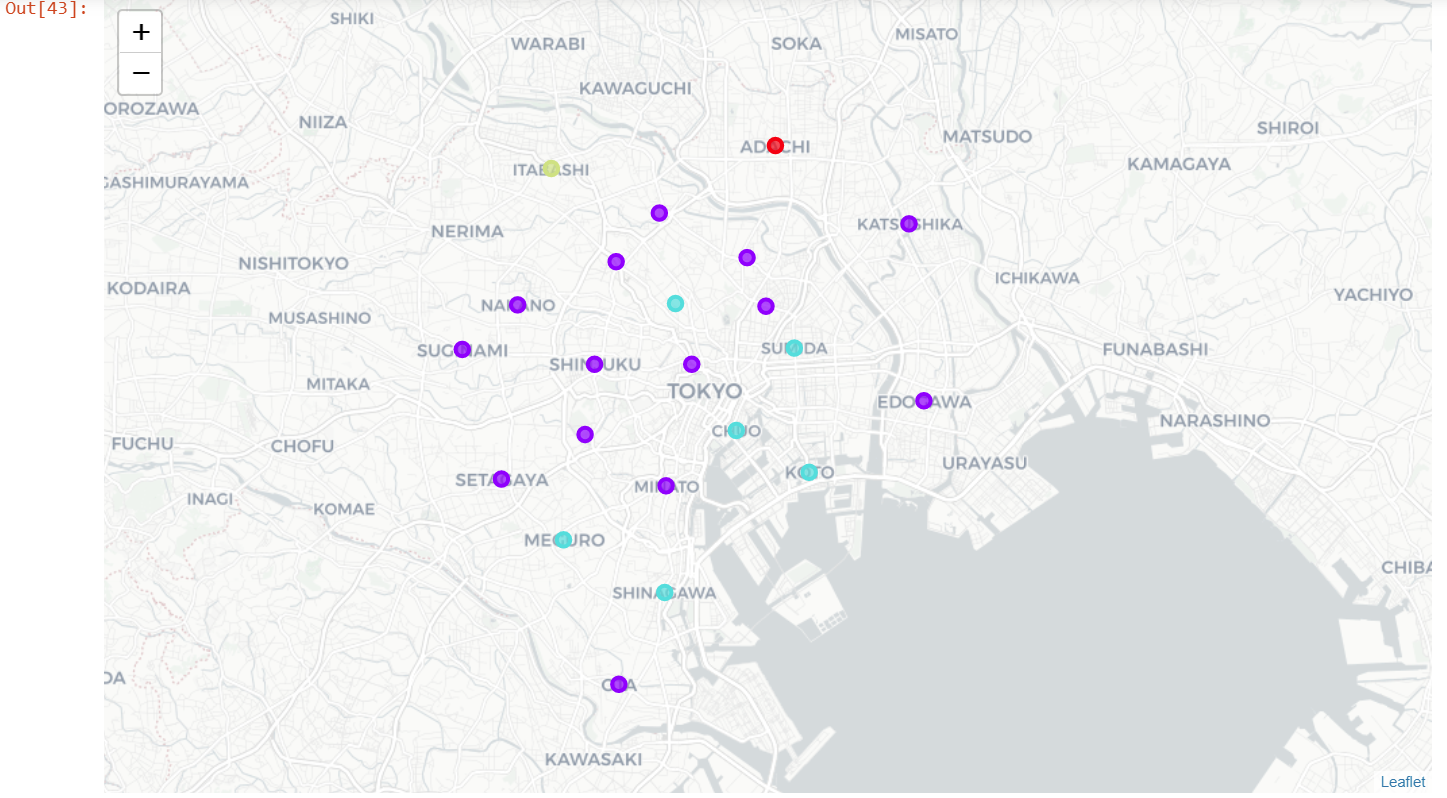 Out[43]:
+
−
SHIKI
MISATO
WARABI
SOKA
KAWAGUCHI
OROZAWA
NIIZA
SHIROI
MATSUDO
ADACHI
KAMAGAYA
ITABASHI
GASHIMURAYAMA
KATSUSHIKA
NERIMA
NISHITOKYO
ICHIKAWA
KODAIRA
YACHIYO
NAKANO
MUSASHINO
SUMIDA
SUGINAMI
FUNABASHI
SHINJUKU
MITAKA
TOKYO
EDOGAWA
NARASHINO
CHUO
FUCHU
CHOFU
URAYASU
KOTO
SETAGAYA
MINATO
INAGI
KOMAE
MEGURO
CHIBA
SHINAGAWA
DA
OTA
KAWASAKI
Leaflet